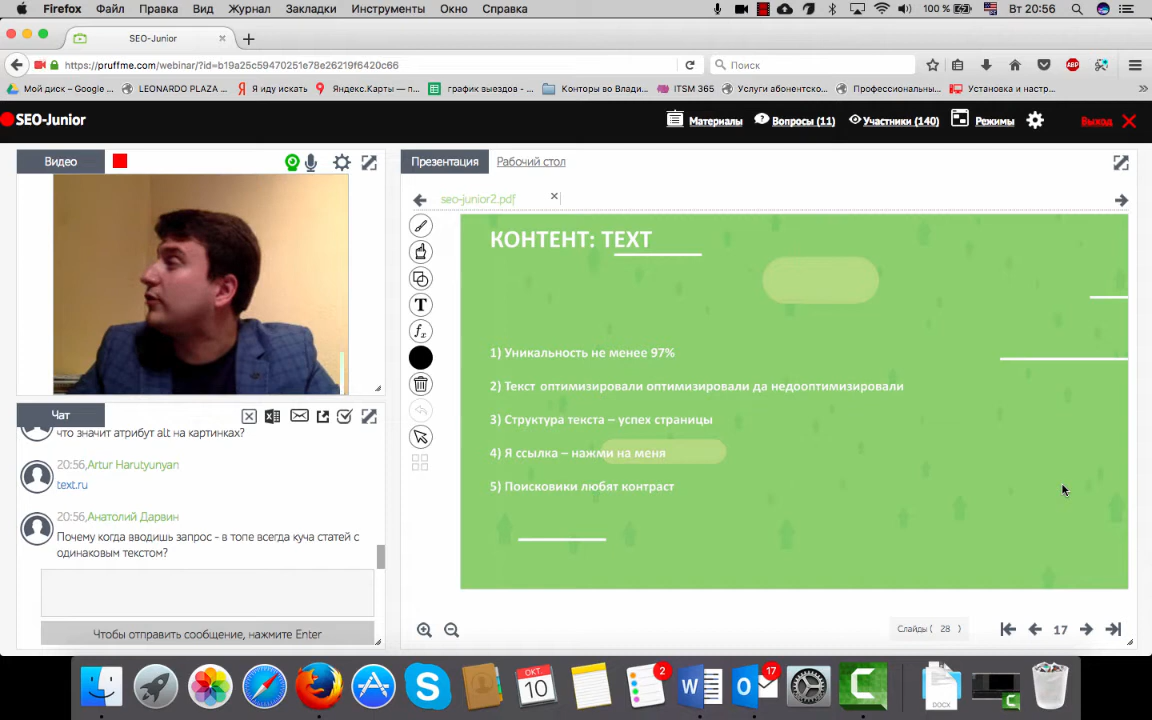 Firefox Файл Правка Вид Журнал Закладки Инструменты Окно Справка 100 % Вт 20:56
SEO-Junior
https://pruffme.com/webinar/?id=b19a25c59470251e78e26219f6420c66 Поиск ABP
Мой диск – Google ... LEONARDO PLAZA ... Я иду искать Яндекс.Карты — п... график выездов - ... Конторы во Влади... ITSM 365 Услуги абонентско... Профессиональны... Установка и настр...
SEO-Junior Материалы Вопросы (11) Участники (140) Режимы Выход
Видео
Презентация Рабочий стол
seo-junior2.pdf
КОНТЕНТ: TEXT
1) Уникальность не менее 97%
2) Текст оптимизировали оптимизировали да недооптимизировали
3) Структура текста – успех страницы
4) Я ссылка – нажми на меня
5) Поисковики любят контраст
Слайды ( 28 ) 17
Чат
что значит атрибут alt на картинках?
20:56,Artur Harutyunyan
text.ru
20:56,Анатолий Дарвин
Почему когда вводишь запрос - в топе всегда куча статей с
одинаковым текстом?
Чтобы отправить сообщение, нажмите Enter
10 ОКТ
2
17
DOCX